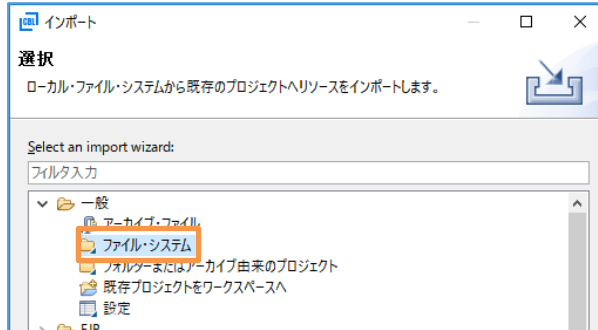 CBL インポート
選択
ローカル・ファイル・システムから既存のプロジェクトへリソースをインポートします。
Select an import wizard:
フィルタ入力
一般
アーカイブ・ファイル
ファイル・システム
フォルダーまたはアーカイブ由来のプロジェクト
既存プロジェクトをワークスペースへ
設定
EJB